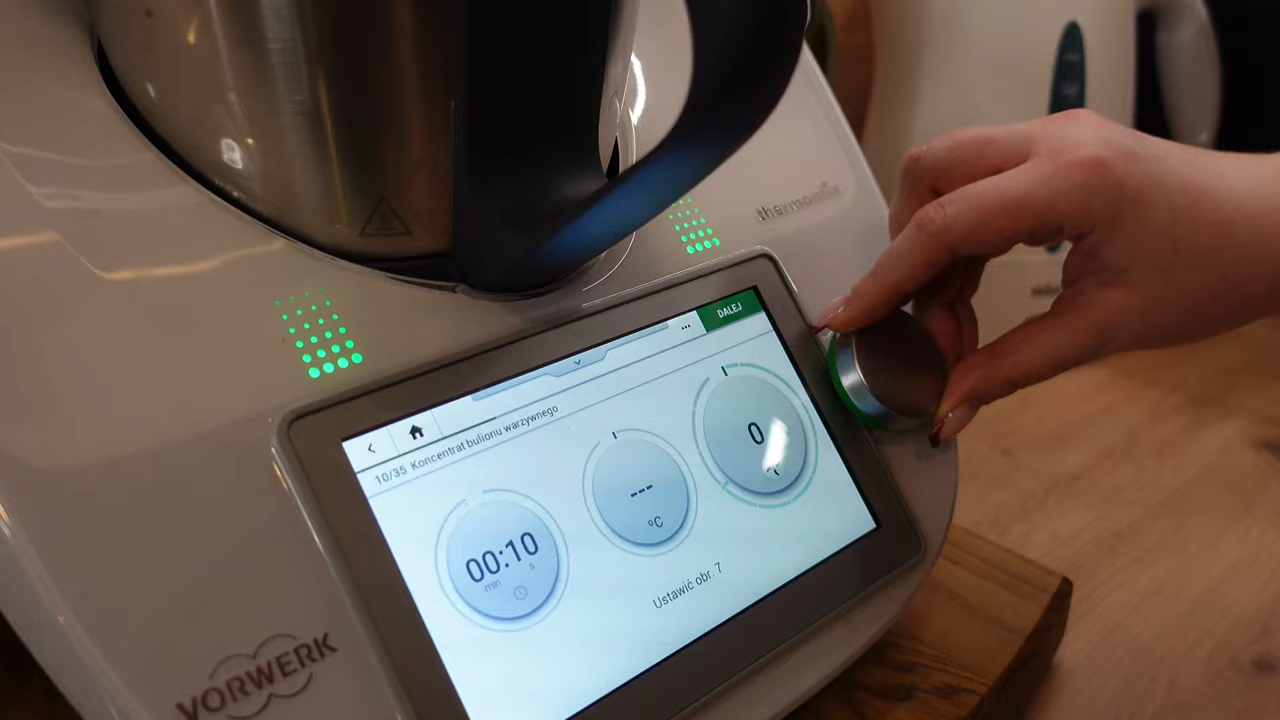 thermomix
DALEJ
10/35 Koncentrat bulionu warzywnego
00:10
min s
---
°C
0
Ustawić obr. 7
VORWERK